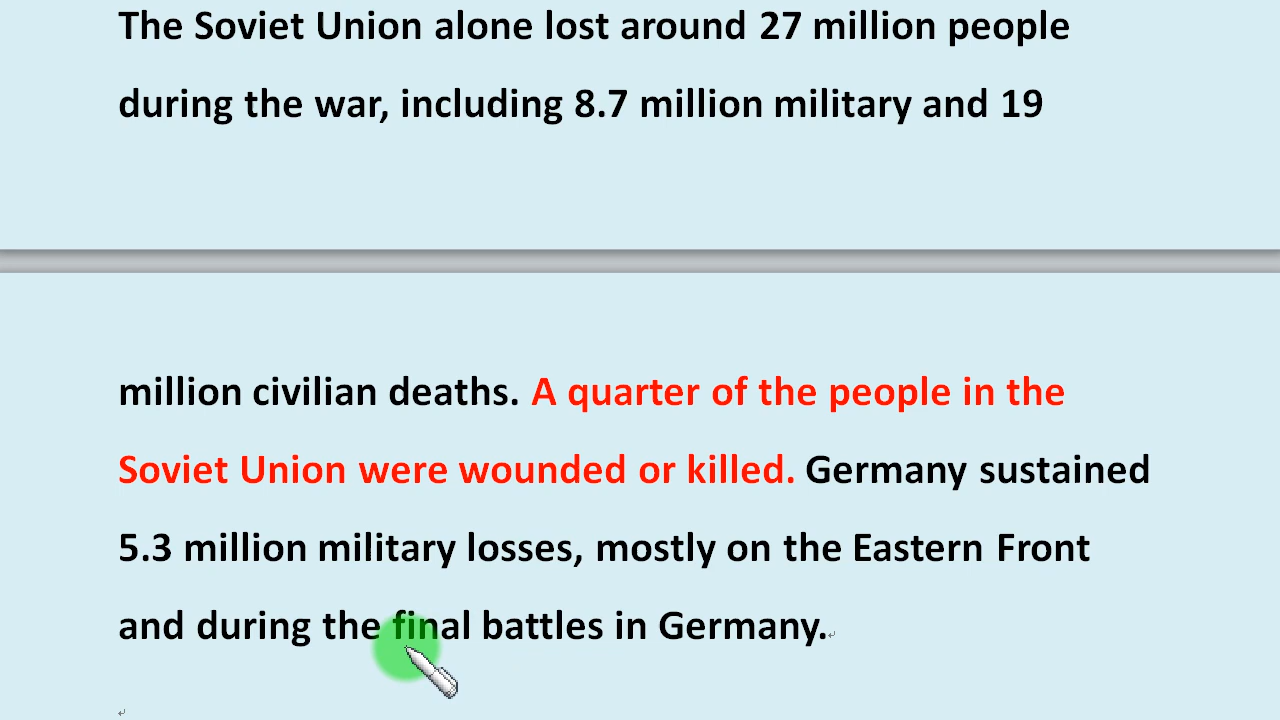 The Soviet Union alone lost around 27 million people
during the war, including 8.7 million military and 19
million civilian deaths. A quarter of the people in the
Soviet Union were wounded or killed. Germany sustained
5.3 million military losses, mostly on the Eastern Front
and during the final battles in Germany.